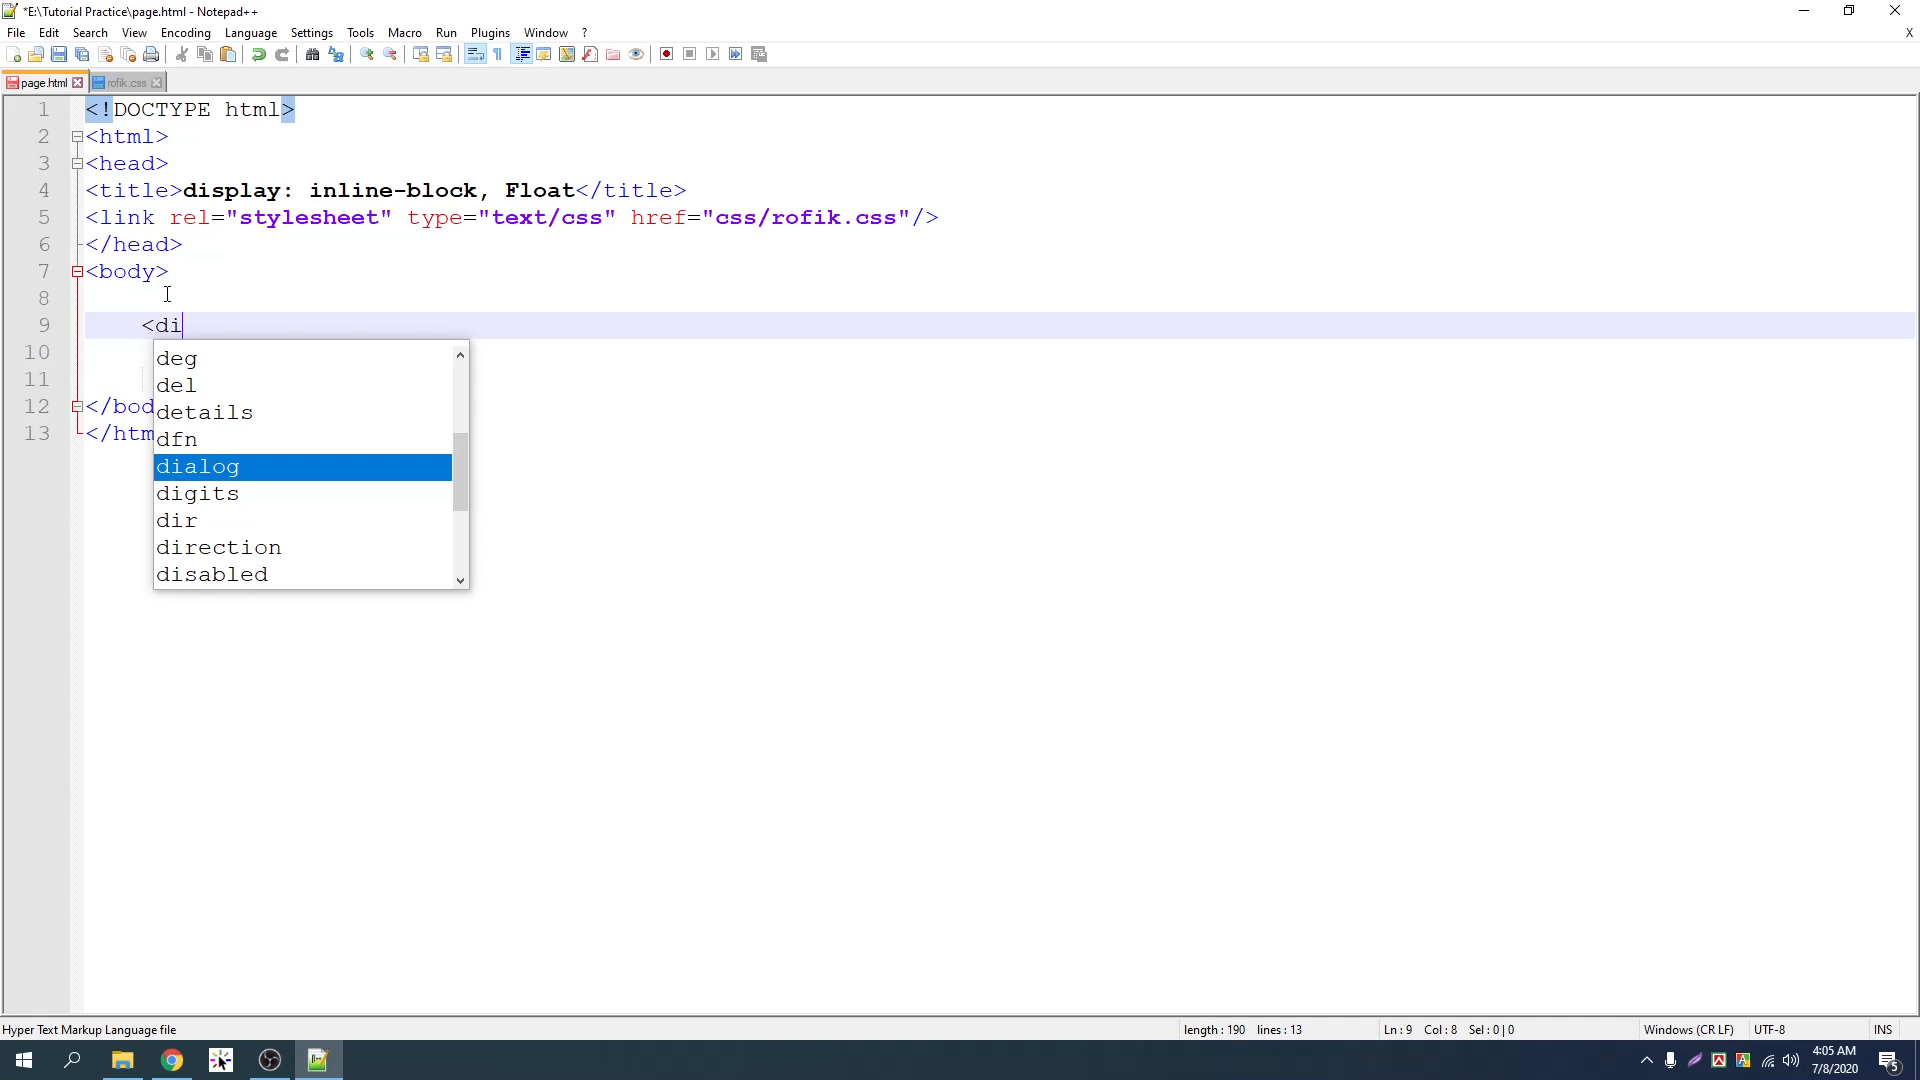 *E:\Tutorial Practice\page.html - Notepad++
File Edit Search View Encoding Language Settings Tools Macro Run Plugins Window ? X
page.html rofik.css
1 <!DOCTYPE html>
2 <html>
3 <head>
4 <title>display: inline-block, Float</title>
5 <link rel="stylesheet" type="text/css" href="css/rofik.css"/>
6 </head>
7 <body>
8
9 <di
10
11
12 </bod
13 </htm
deg
del
details
dfn
dialog
digits
dir
direction
disabled
Hyper Text Markup Language file length : 190 lines : 13 Ln : 9 Col : 8 Sel : 0 | 0 Windows (CR LF) UTF-8 INS
4:05 AM
7/8/2020
5